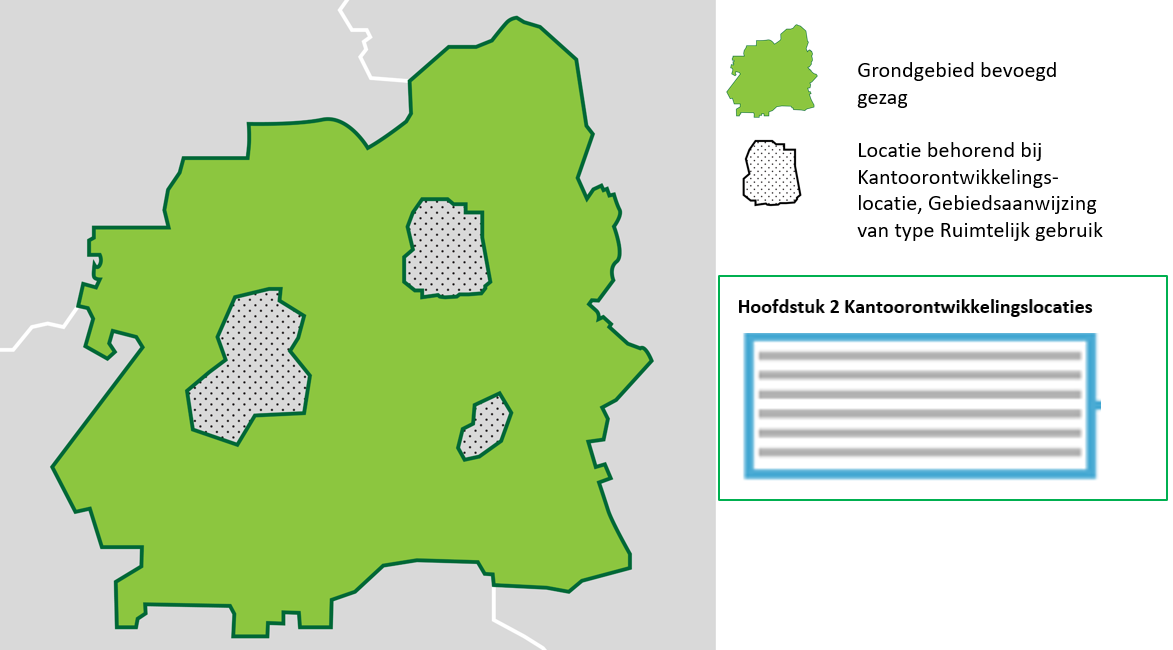 Grondgebied bevoegd
gezag
Locatie behorend bij
Kantoorontwikkelings-
locatie, Gebiedsaanwijzing
van type Ruimtelijk gebruik
Hoofdstuk 2 Kantoorontwikkelingslocaties